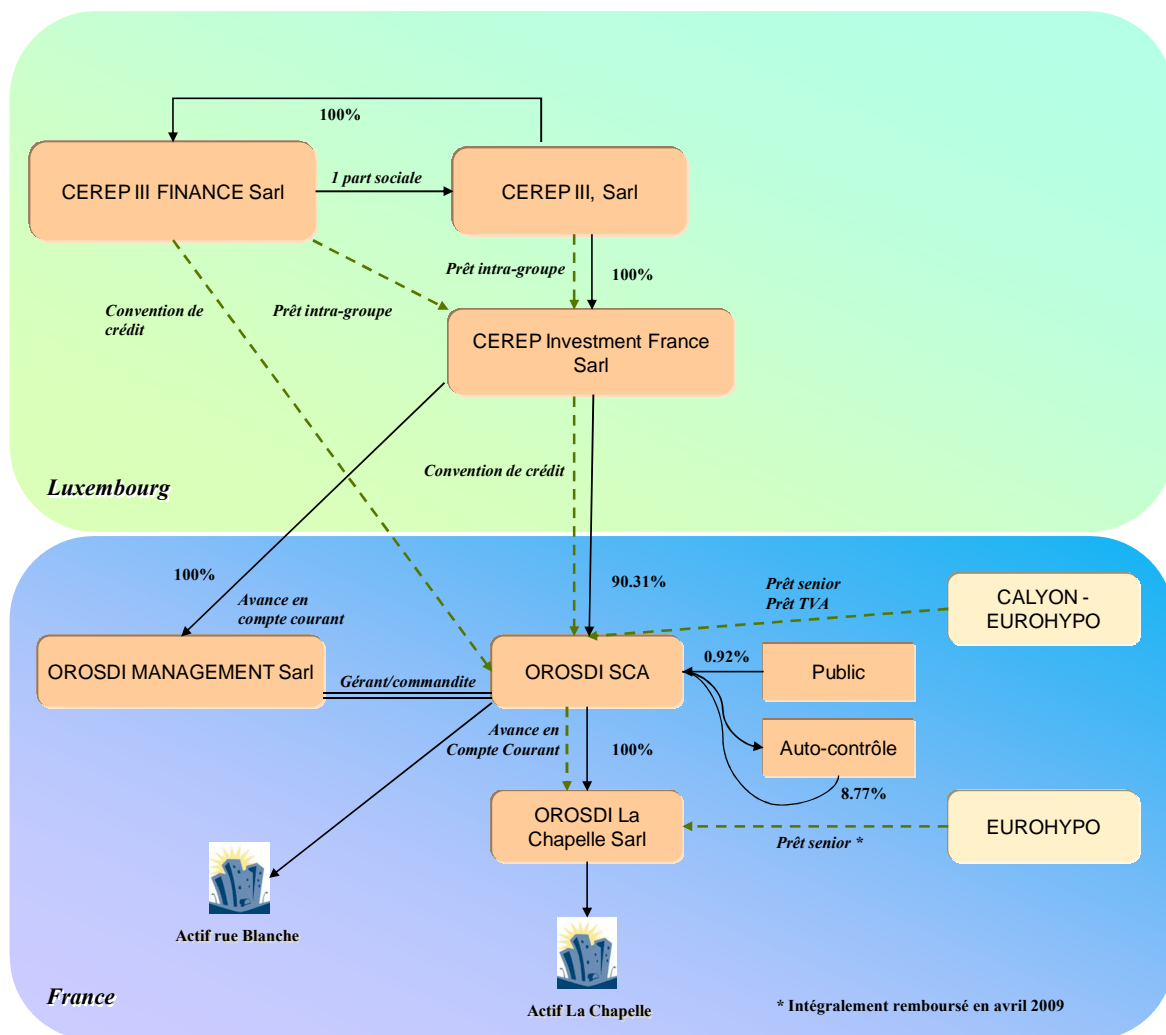 100%
CEREP III FINANCE Sarl
1 part sociale
CEREP III, Sarl
Prêt intra-groupe
100%
Convention de
crédit
Prêt intra-groupe
CEREP Investment France
Sarl
Convention de crédit
Luxembourg
100%
90.31%
Prêt senior
Prêt TVA
CALYON -
EUROHYPO
Avance en
compte courant
OROSDI MANAGEMENT Sarl
Gérant/commandite
OROSDI SCA
0.92%
Public
Avance en
Compte Courant
100%
Auto-contrôle
8.77%
OROSDI La
Chapelle Sarl
Prêt senior *
EUROHYPO
Actif rue Blanche
Actif La Chapelle
France
* Intégralement remboursé en avril 2009